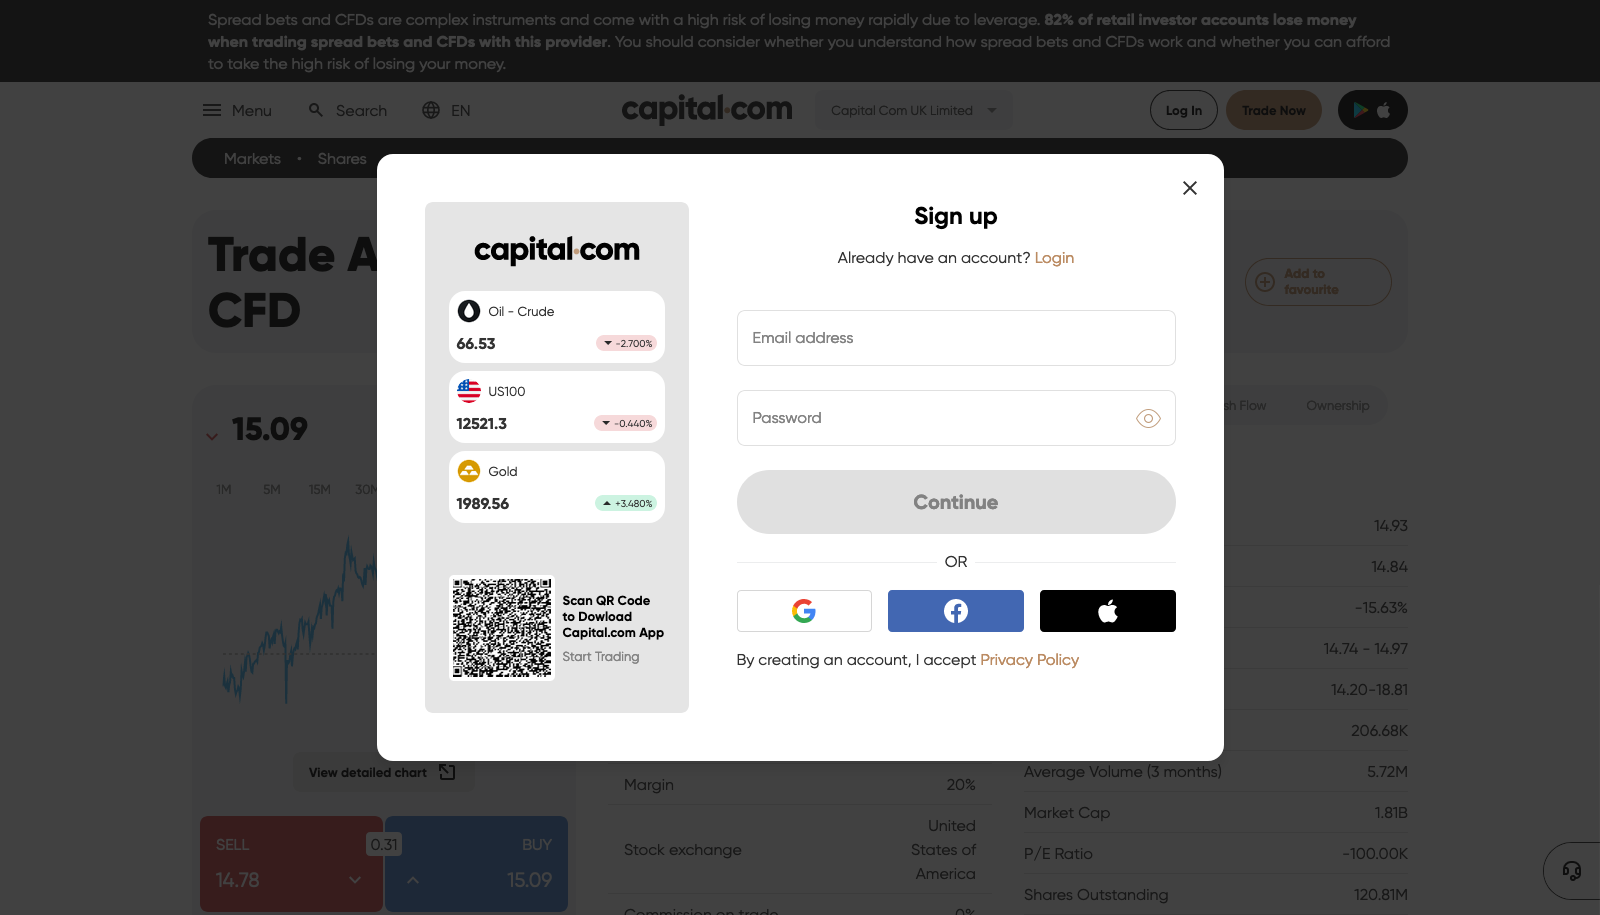 Spread bets and CFDs are complex instruments and come with a high risk of losing money rapidly due to leverage. 82% of retail investor accounts lose money
when trading spread bets and CFDs with this provider. You should consider whether you understand how spread bets and CFDs work and whether you can afford
to take the high risk of losing your money.
Menu
Search
EN
capital.com
Capital Com UK Limited
Log In
Trade Now
Markets • Shares
Trade A
CFD
Add to
favourite
15.09
1M
5M
15M
30M
View detailed chart
SELL
14.78
0.31
BUY
15.09
Sign up
Already have an account? Login
capital.com
Oil - Crude
66.53
-2.700%
US100
12521.3
-0.440%
Gold
1989.56
+3.480%
Scan QR Code
to Dowload
Capital.com App
Start Trading
Email address
Password
Continue
OR
By creating an account, I accept Privacy Policy
sh Flow
Ownership
14.93
14.84
-15.63%
14.74 - 14.97
14.20-18.81
206.68K
Margin
20%
Stock exchange
United
States of
America
Commission on trade
0%
Average Volume (3 months)
5.72M
Market Cap
1.81B
P/E Ratio
-100.00K
Shares Outstanding
120.81M